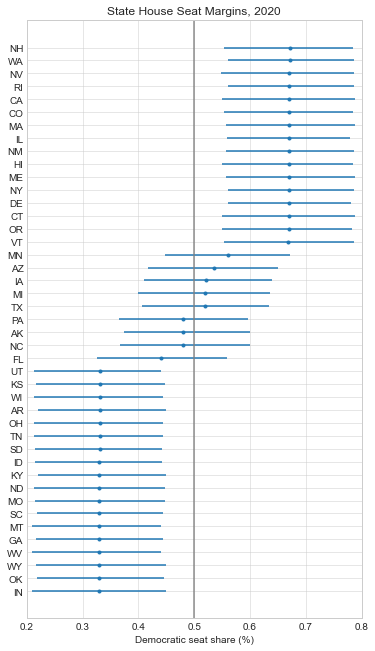 State House Seat Margins, 2020
NH
WA
NV
RI
CA
CO
MA
IL
NM
HI
ME
NY
DE
CT
OR
VT
MN
AZ
IA
MI
TX
PA
AK
NC
FL
UT
KS
WI
AR
OH
TN
SD
ID
KY
ND
MO
SC
MT
GA
WV
WY
OK
IN
0.2 0.3 0.4 0.5 0.6 0.7 0.8
Democratic seat share (%)